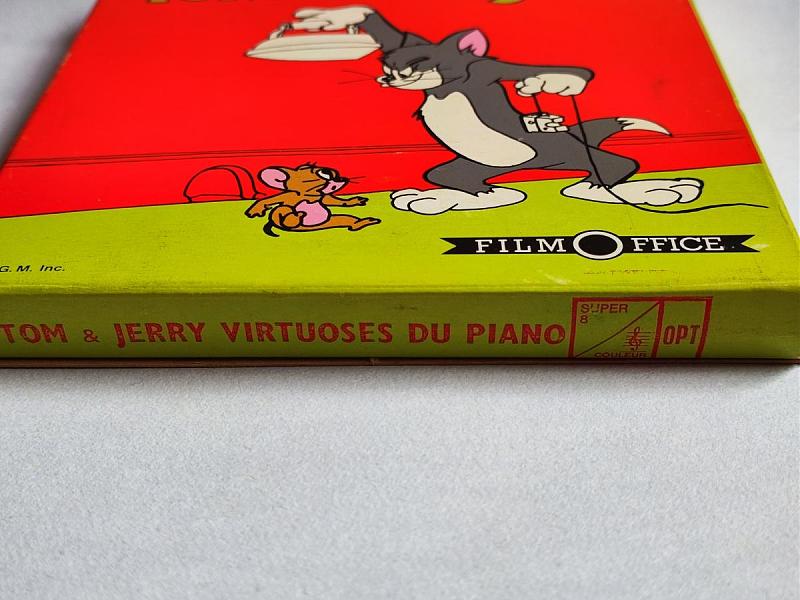 G. M. Inc.
FILM OFFICE
TOM & JERRY VIRTUOSES DU PIANO
SUPER
8
COULEUR
OPT